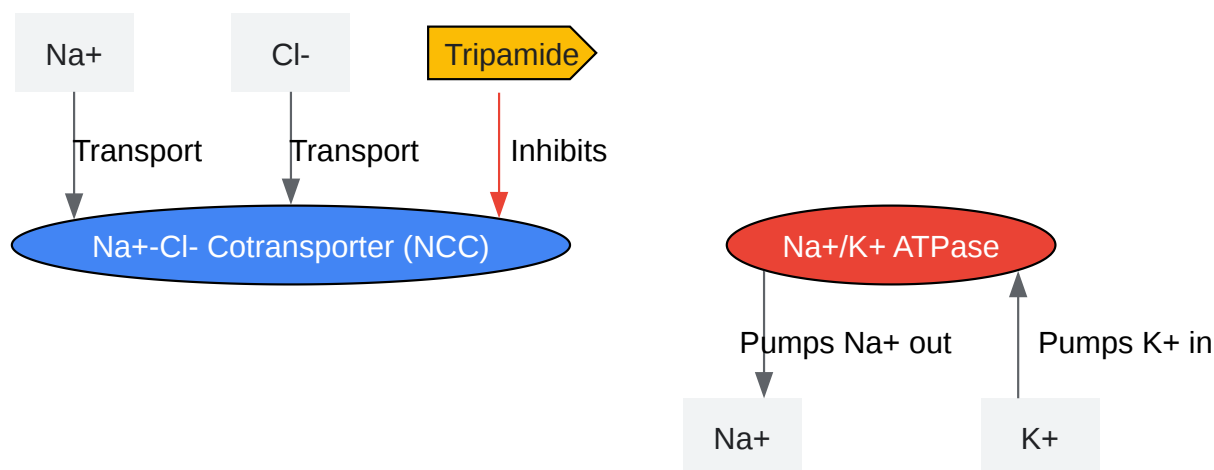 Na+
Cl-
Tripamide
Transport
Transport
Inhibits
Na+-Cl- Cotransporter (NCC)
Na+/K+ ATPase
Pumps Na+ out
Pumps K+ in
Na+
K+